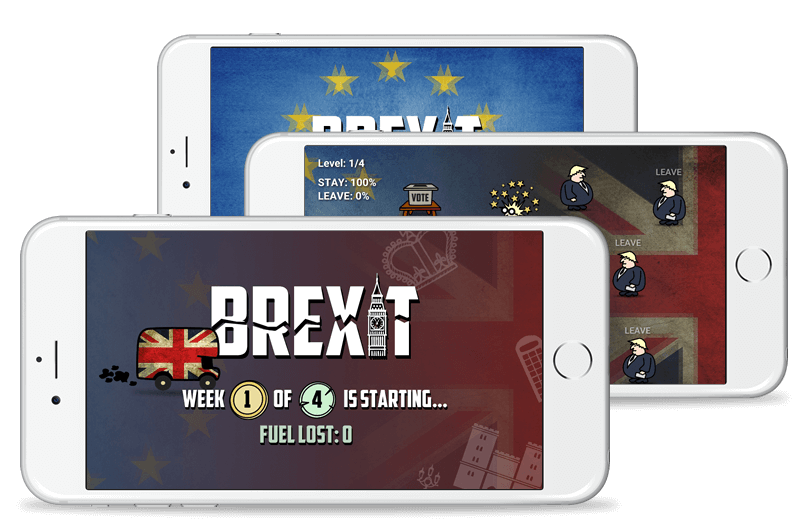 BREXIT
Level: 1/4
LEAVE
STAY: 100%
LEAVE: 0%
VOTE
LEAVE
BREXIT
WEEK 1 OF 4 IS STARTING...
FUEL LOST: 0
LEAVE